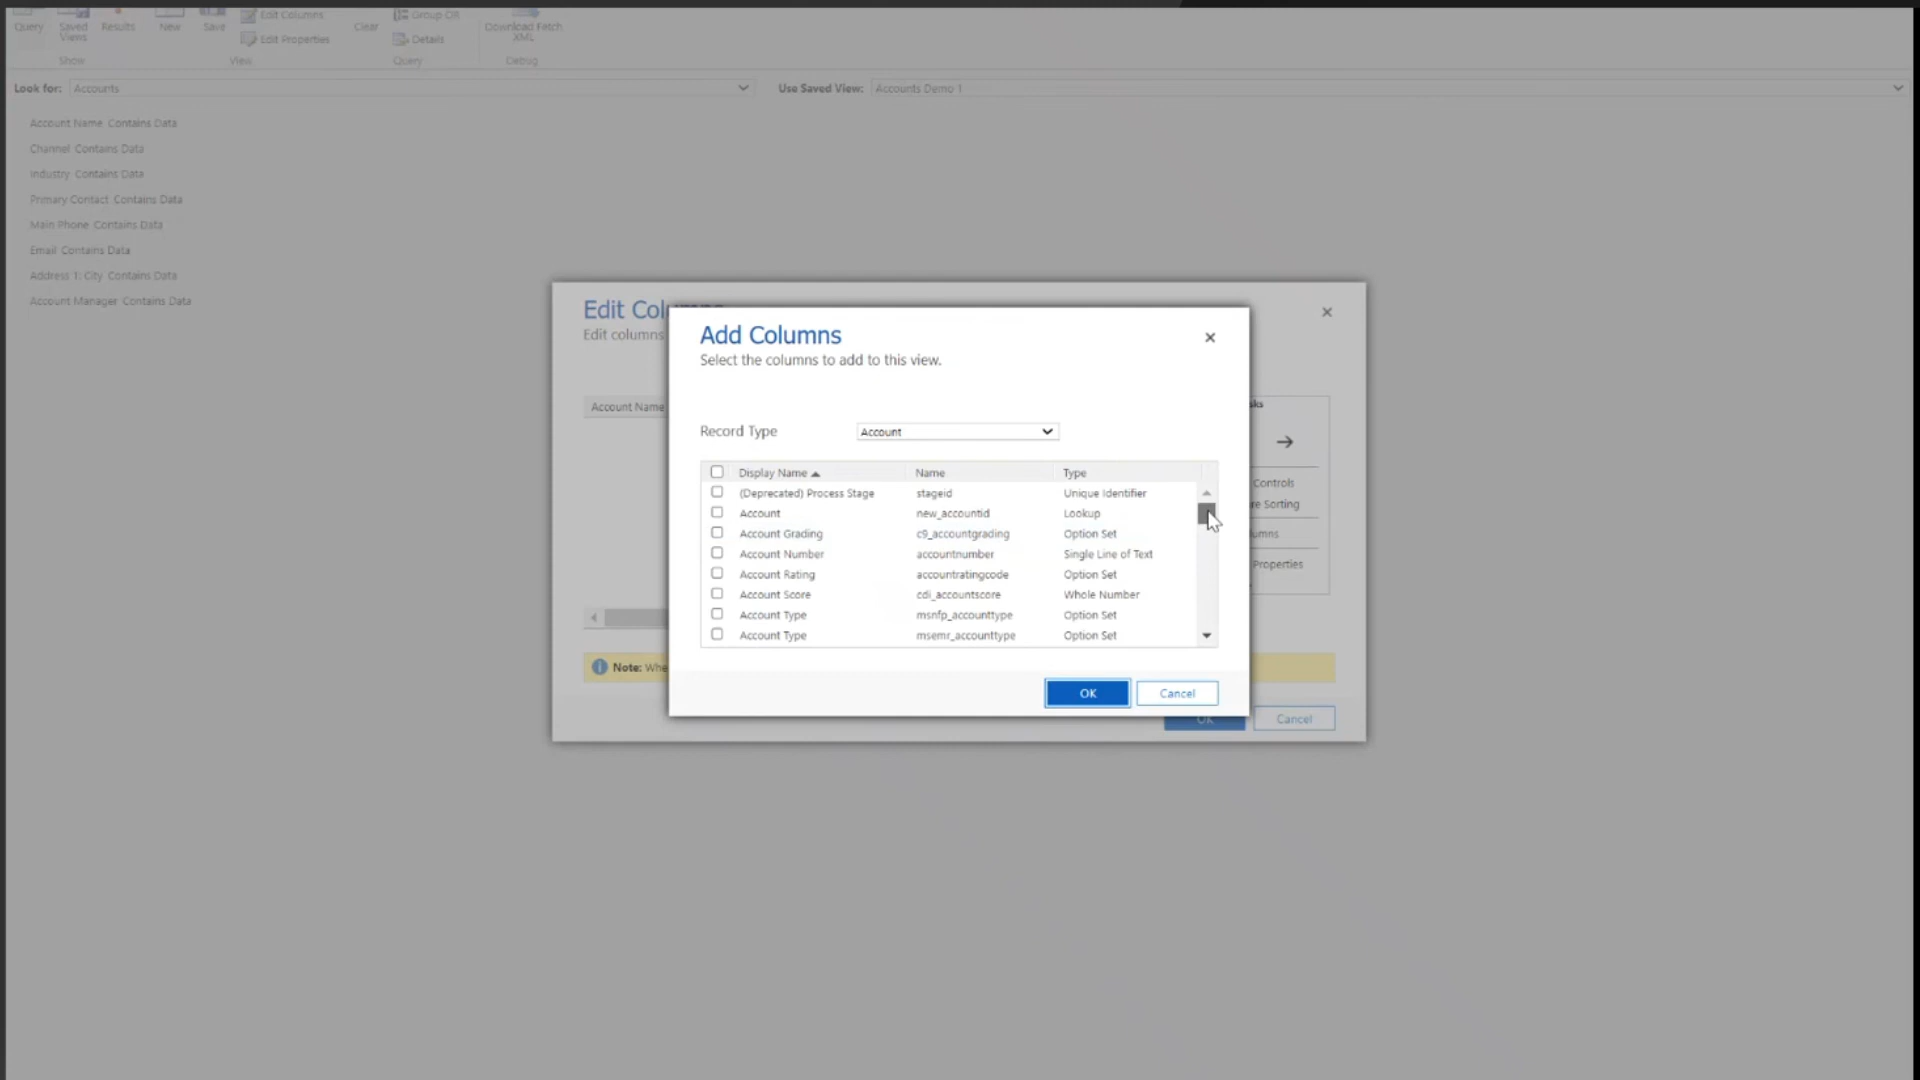 Query Saved Views Results New Save Edit Columns Edit Properties Clear Group OR Details Download Fetch XML
Show View Query Debug
Look for: Accounts Use Saved View: Accounts Demo 1
Account Name Contains Data
Channel Contains Data
Industry Contains Data
Primary Contact Contains Data
Main Phone Contains Data
Email Contains Data
Address 1: City Contains Data
Account Manager Contains Data
Edit Columns
Edit columns
Account Name
sks
Controls
re Sorting
umns
Properties
Note: Whe
OK Cancel
Add Columns
Select the columns to add to this view.
Record Type Account
Display Name Name Type
(Deprecated) Process Stage stageid Unique Identifier
Account new_accountid Lookup
Account Grading c9_accountgrading Option Set
Account Number accountnumber Single Line of Text
Account Rating accountratingcode Option Set
Account Score cdi_accountscore Whole Number
Account Type msnfp_accounttype Option Set
Account Type msemr_accounttype Option Set
OK Cancel